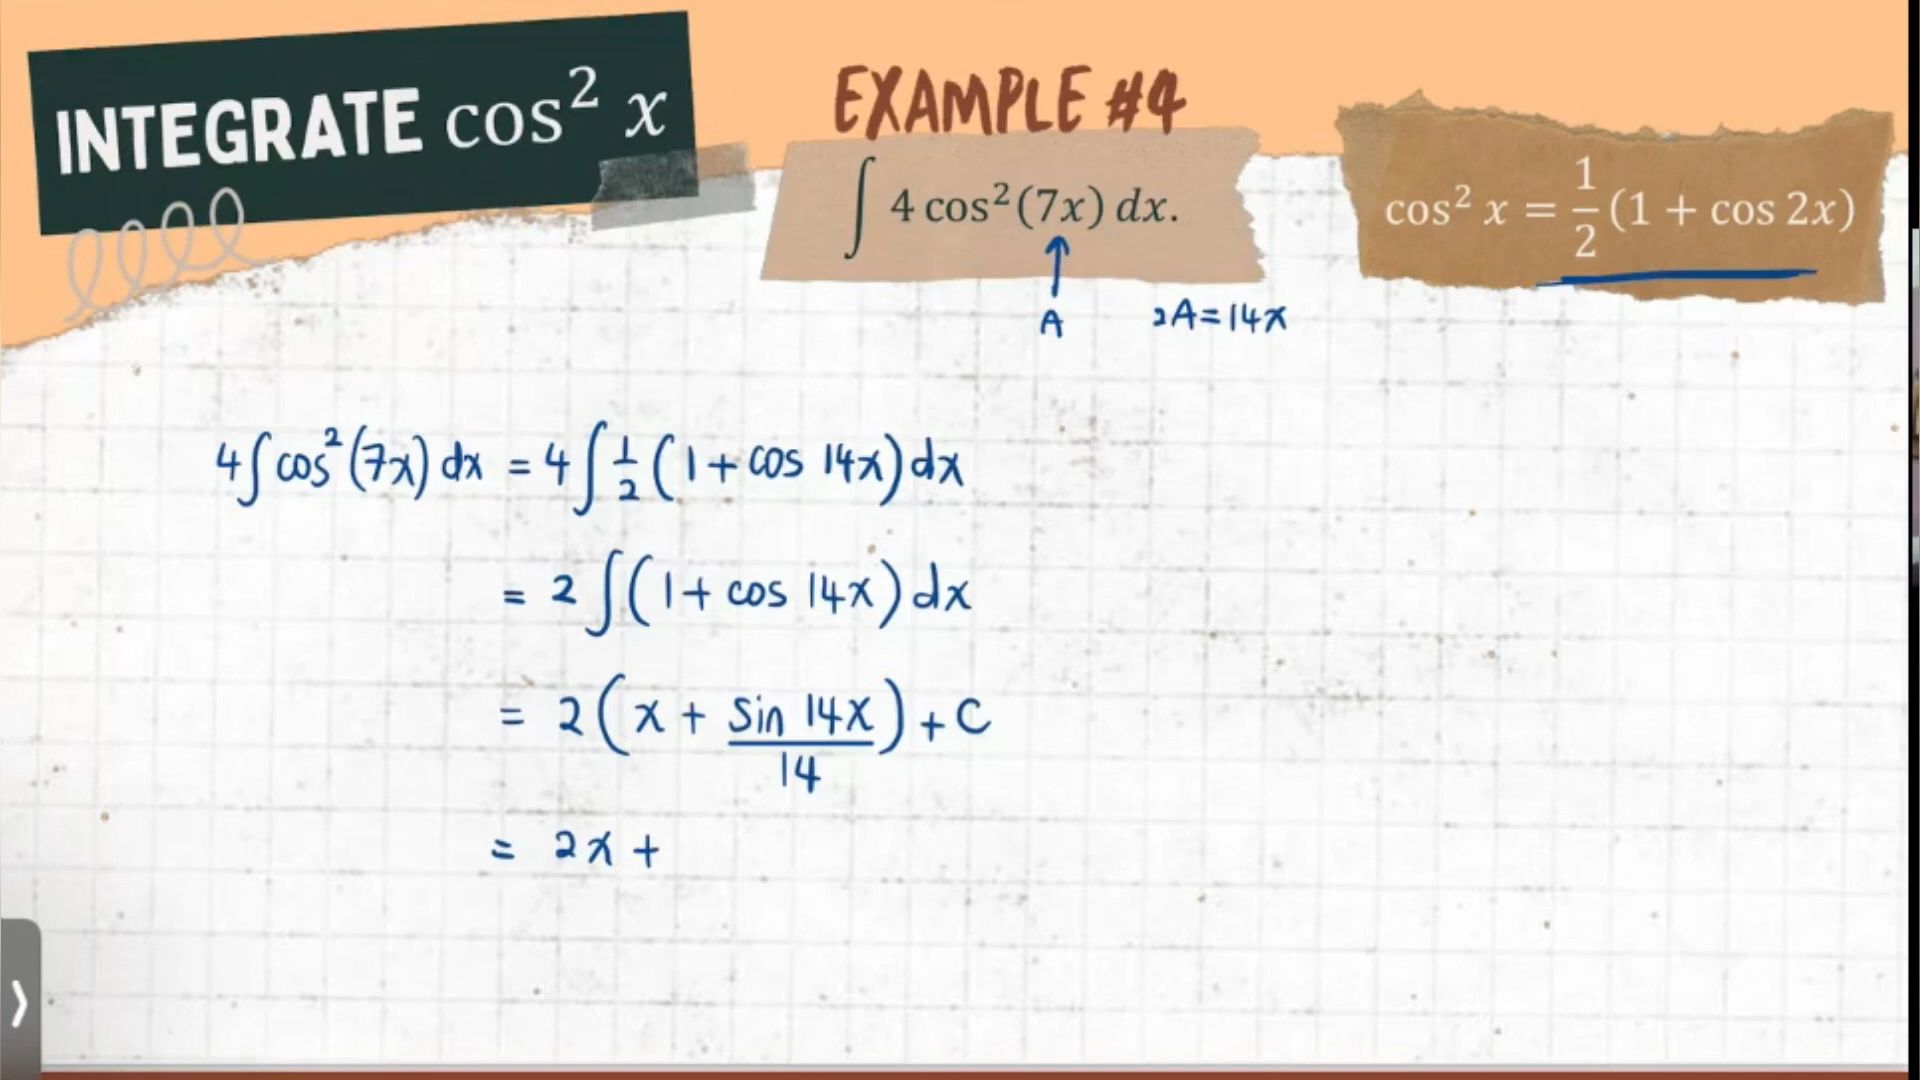 INTEGRATE cos² x
EXAMPLE #4
∫ 4 cos²(7x) dx.
cos² x = 1/2 (1 + cos 2x)
A
2A = 14x
4∫cos²(7x) dx = 4∫ 1/2 (1 + cos 14x) dx
= 2 ∫(1 + cos 14x) dx
= 2 (x + sin 14x / 14) + C
= 2x +